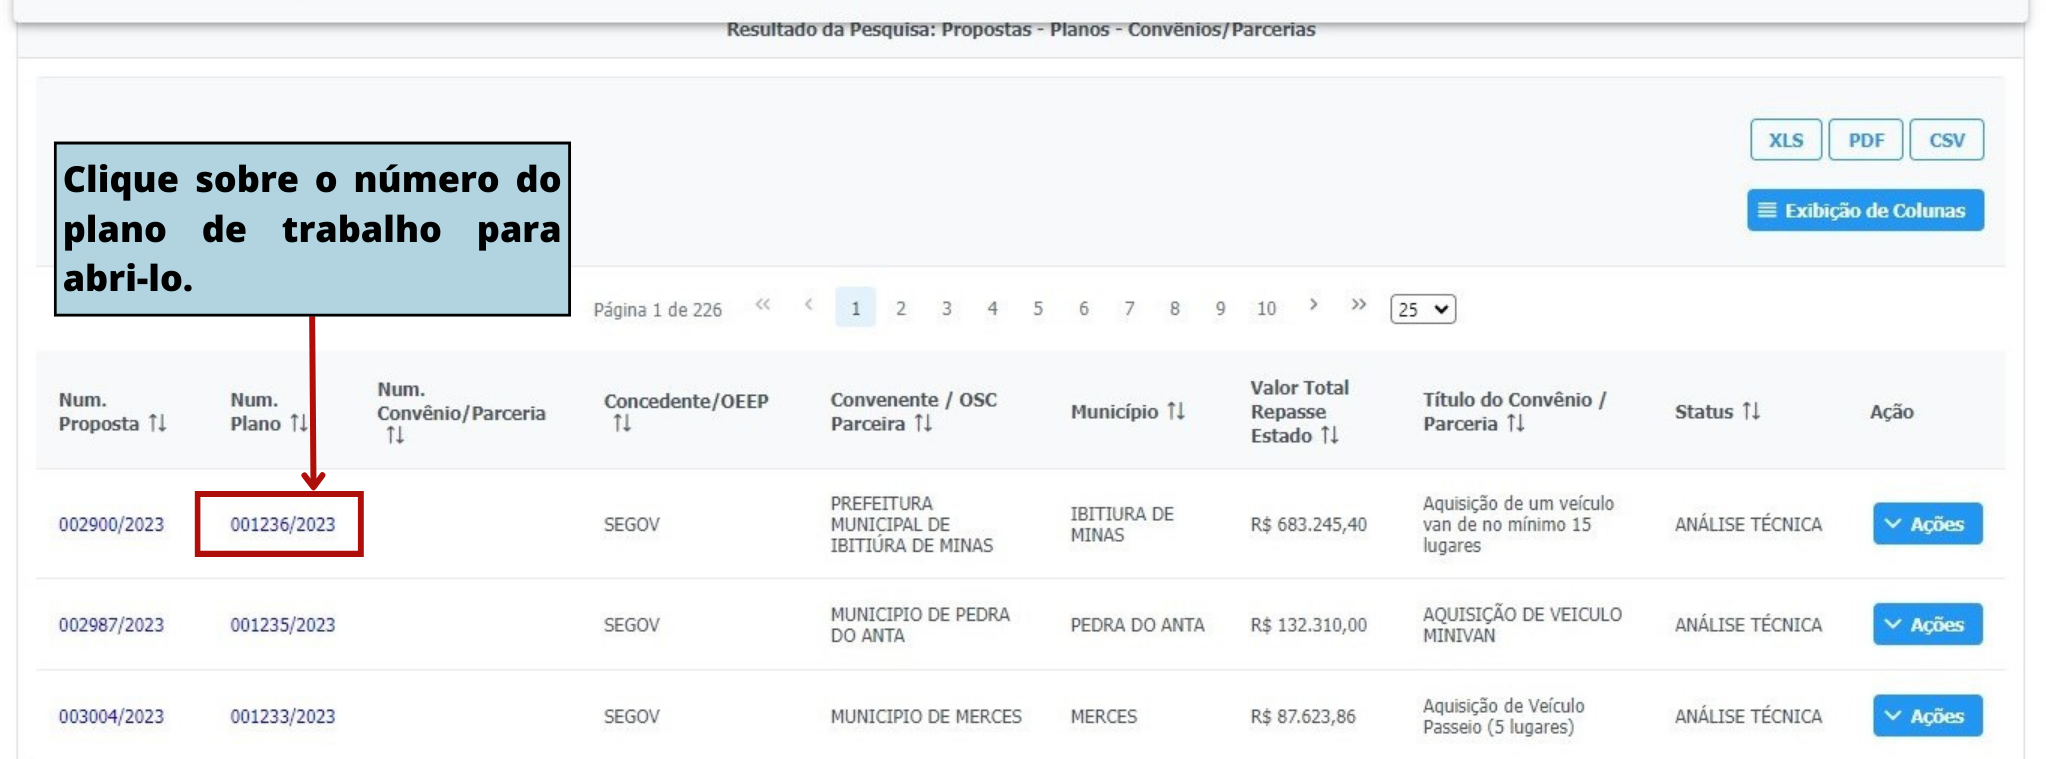 Resultado da Pesquisa: Propostas - Planos - Convênios/Parcerias
XLS PDF CSV
Exibição de Colunas
Clique sobre o número do
plano de trabalho para
abri-lo.
Página 1 de 226 « ‹ 1 2 3 4 5 6 7 8 9 10 › » 25
Num. Proposta ↑↓ Num. Plano ↑↓ Num. Convênio/Parceria ↑↓ Concedente/OEEP ↑↓ Convenente / OSC Parceira ↑↓ Município ↑↓ Valor Total Repasse Estado ↑↓ Título do Convênio / Parceria ↑↓ Status ↑↓ Ação
002900/2023 001236/2023 SEGOV PREFEITURA MUNICIPAL DE IBITIÚRA DE MINAS IBITIURA DE MINAS R$ 683.245,40 Aquisição de um veículo van de no mínimo 15 lugares ANÁLISE TÉCNICA Ações
002987/2023 001235/2023 SEGOV MUNICIPIO DE PEDRA DO ANTA PEDRA DO ANTA R$ 132.310,00 AQUISIÇÃO DE VEICULO MINIVAN ANÁLISE TÉCNICA Ações
003004/2023 001233/2023 SEGOV MUNICIPIO DE MERCES MERCES R$ 87.623,86 Aquisição de Veículo Passeio (5 lugares) ANÁLISE TÉCNICA Ações